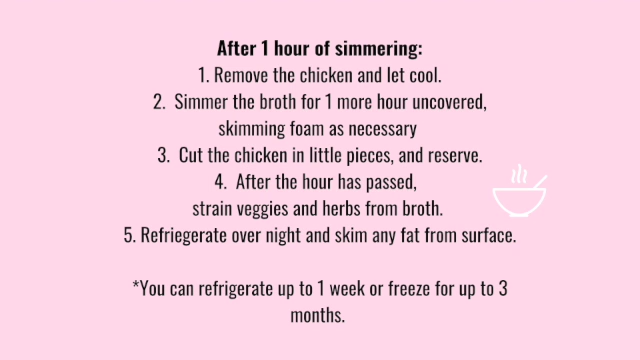 After 1 hour of simmering:
1. Remove the chicken and let cool.
2. Simmer the broth for 1 more hour uncovered,
skimming foam as necessary
3. Cut the chicken in little pieces, and reserve.
4. After the hour has passed,
strain veggies and herbs from broth.
5. Refriegerate over night and skim any fat from surface.
*You can refrigerate up to 1 week or freeze for up to 3
months.